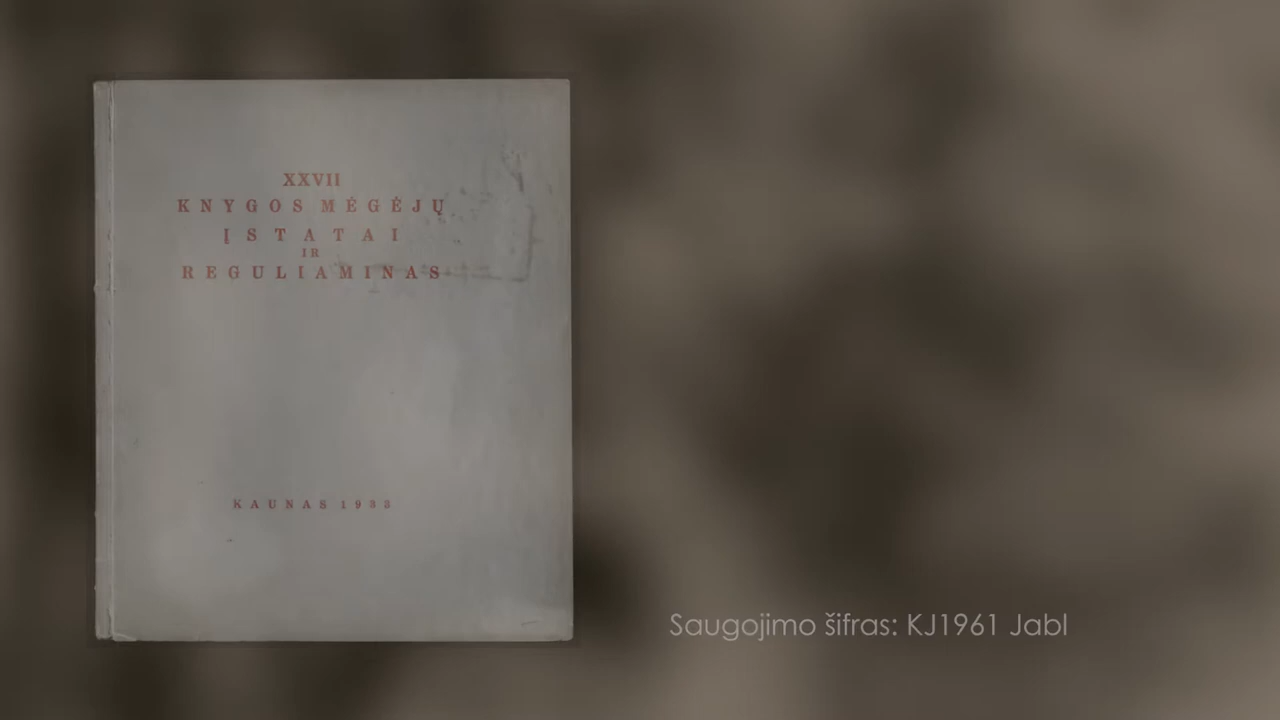 XXVII
KNYGOS MĖGĖJŲ
ĮSTATAI
IR
REGULIAMINAS
KAUNAS 1933
Saugojimo šifras: KJ1961 Jabl